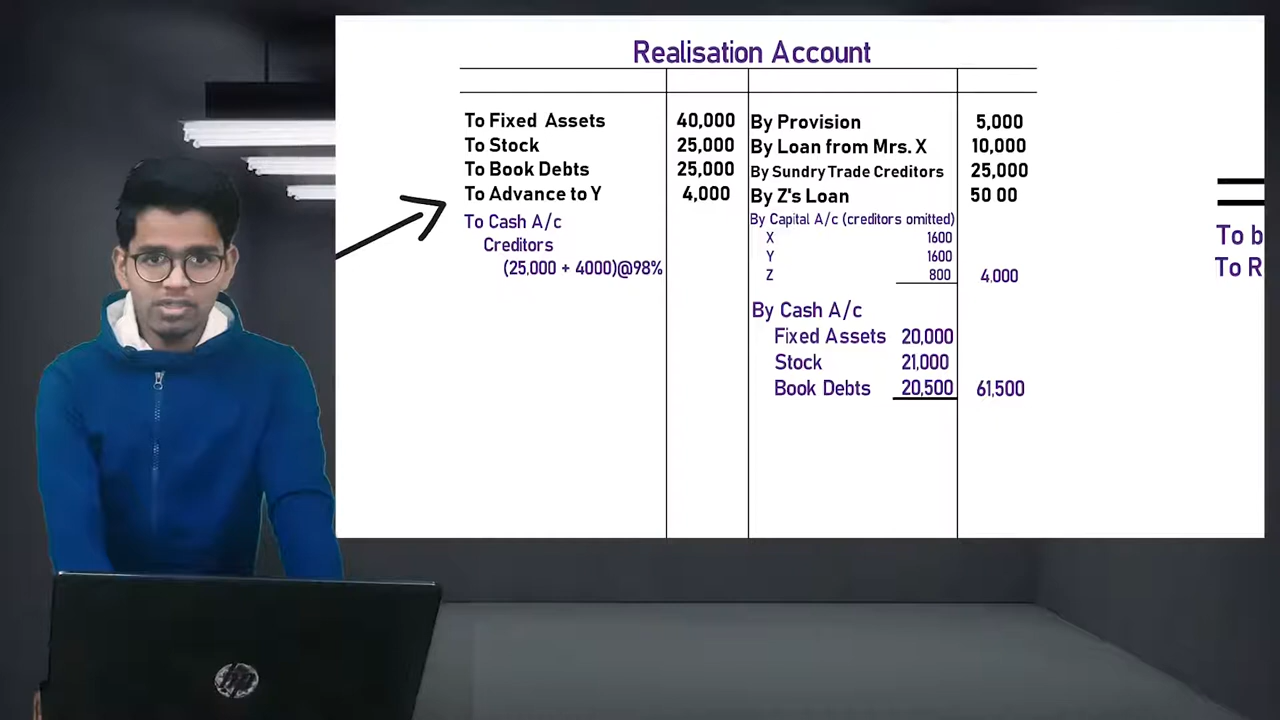 Realisation Account
To Fixed Assets 40,000 By Provision 5,000
To Stock 25,000 By Loan from Mrs. X 10,000
To Book Debts 25,000 By Sundry Trade Creditors 25,000
To Advance to Y 4,000 By Z's Loan 50 00
To Cash A/c By Capital A/c (creditors omitted)
Creditors X 1600
Y 1600
(25,000 + 4000)@98% Z 800 4.000
By Cash A/c
Fixed Assets 20,000
Stock 21,000
Book Debts 20,500 61,500
To b
To R
hp